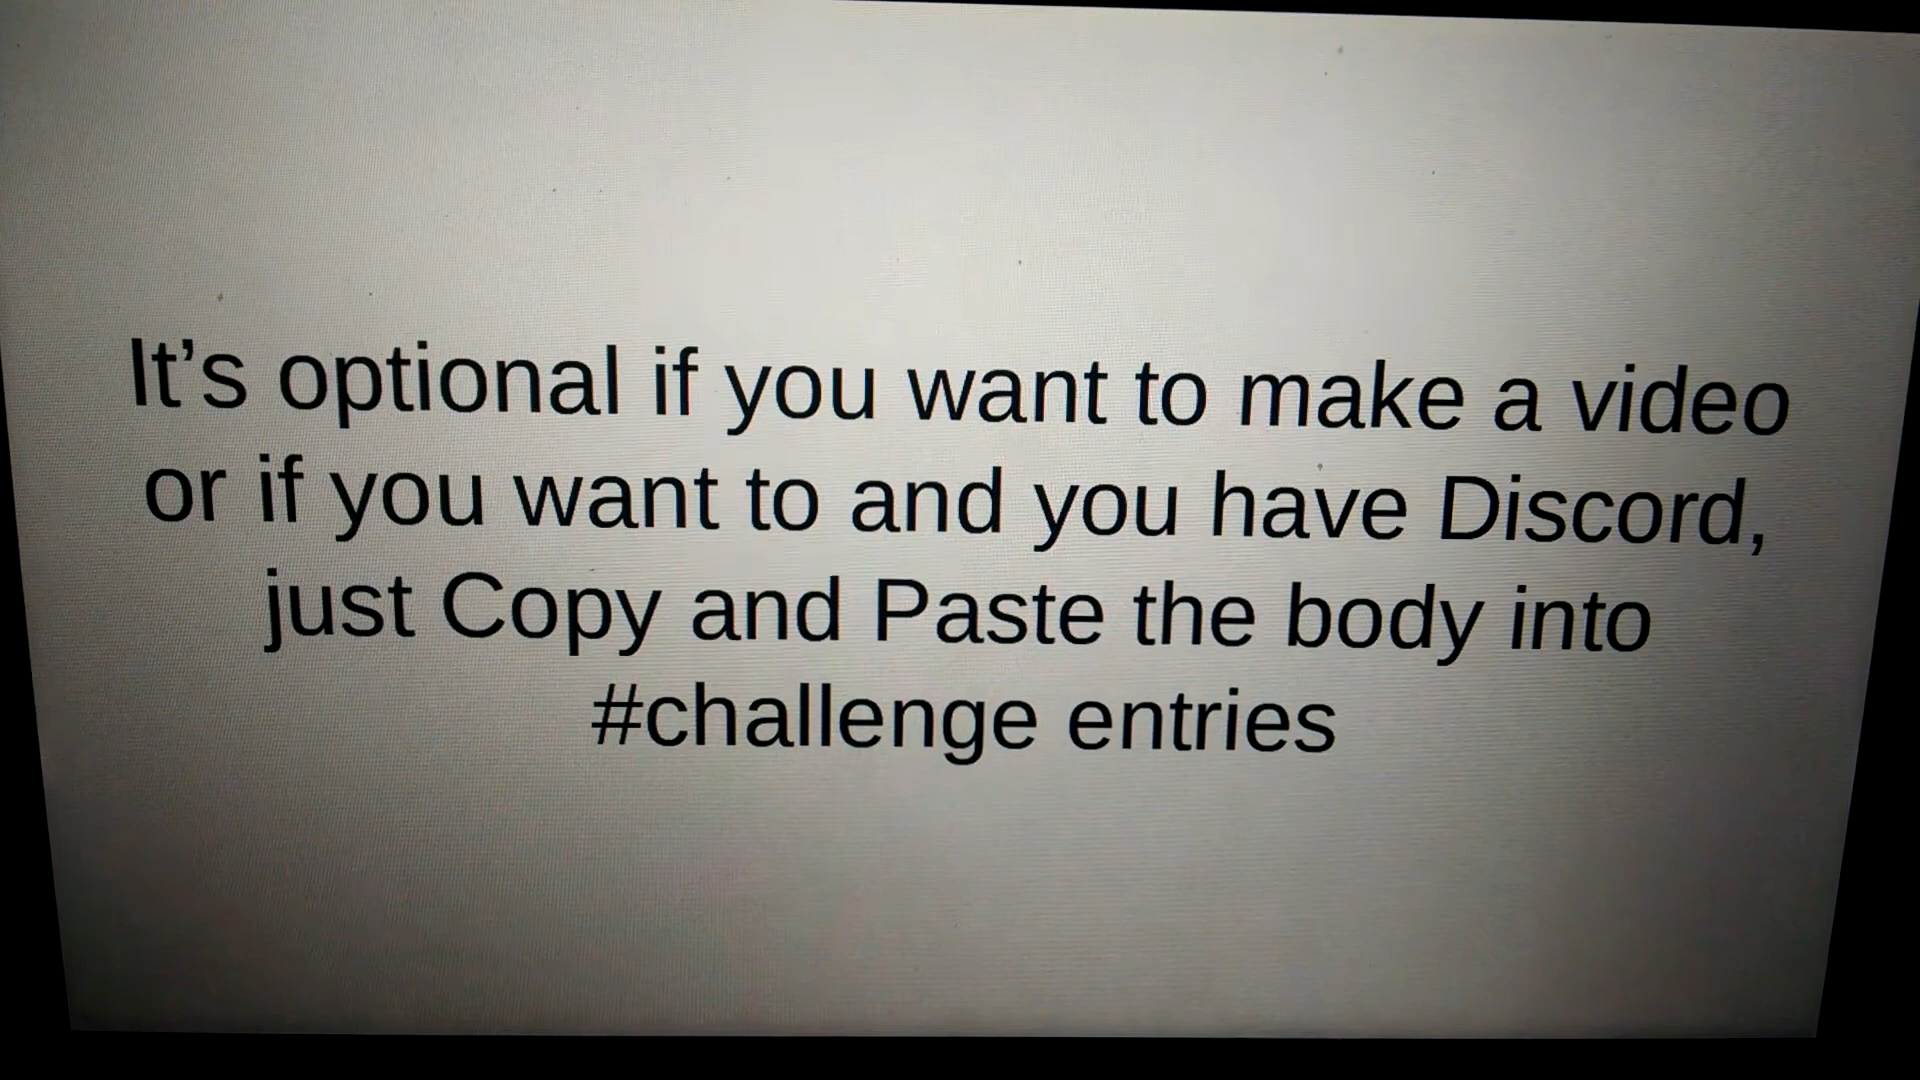 It’s optional if you want to make a video
or if you want to and you have Discord,
just Copy and Paste the body into
#challenge entries